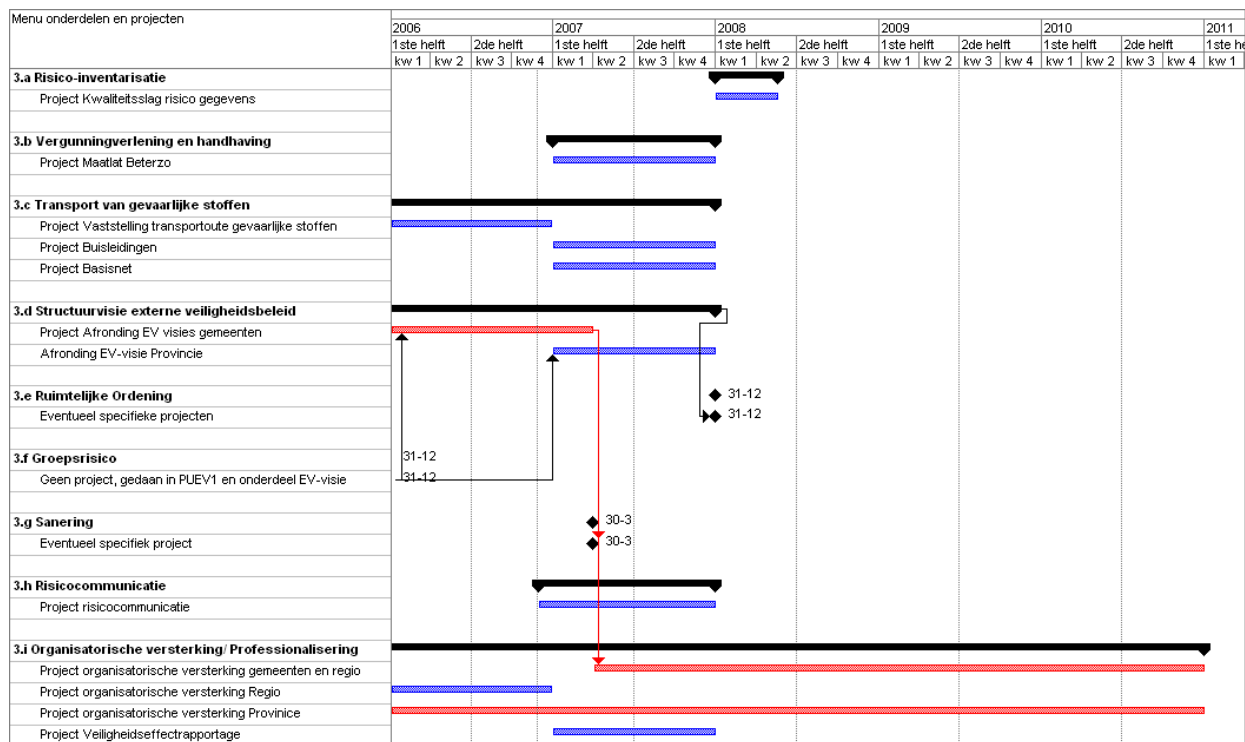 Menu onderdelen en projecten
2006 2007 2008 2009 2010 2011
1ste helft 2de helft 1ste helft 2de helft 1ste helft 2de helft 1ste helft 2de helft 1ste helft 2de helft 1ste he
kw 1 kw 2 kw 3 kw 4 kw 1 kw 2 kw 3 kw 4 kw 1 kw 2 kw 3 kw 4 kw 1 kw 2 kw 3 kw 4 kw 1 kw 2 kw 3 kw 4 kw 1
3.a Risico-inventarisatie
Project Kwaliteitsslag risico gegevens
3.b Vergunningverlening en handhaving
Project Maatlat Beterzo
3.c Transport van gevaarlijke stoffen
Project Vaststelling transportoute gevaarlijke stoffen
Project Buisleidingen
Project Basisnet
3.d Structuurvisie externe veiligheidsbeleid
Project Afronding EV visies gemeenten
Afronding EV-visie Provincie
3.e Ruimtelijke Ordening 31-12
Eventueel specifieke projecten 31-12
3.f Groepsrisico 31-12
Geen project, gedaan in PUEV1 en onderdeel EV-visie 31-12
3.g Sanering 30-3
Eventueel specifiek project 30-3
3.h Risicocommunicatie
Project risicocommunicatie
3.i Organisatorische versterking/ Professionalisering
Project organisatorische versterking gemeenten en regio
Project organisatorische versterking Regio
Project organisatorische versterking Provinice
Project Veiligheidseffectrapportage